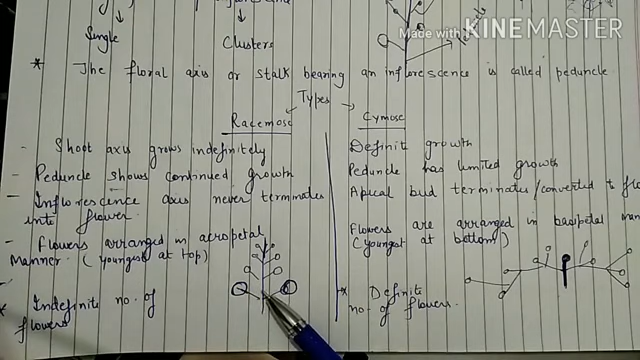 Made with KINEMASTER
Single
Clusters
Peduncle
* The floral axis or stalk bearing an inflorescence is called peduncle
Types
Racemose
Cymose
- Shoot axis grows indefinitely
- Peduncle shows continued growth
- Inflorescence axis never terminates
into flower
- Flowers arranged in acropetal
manner. (youngest at top)
* Indefinite no. of
flowers
Definit growth
Peduncle has limited growth
Apical bud terminates/converted to
Flowers are arranged in basipetal
(youngest at bottom)
* Definite
no. of flowers.